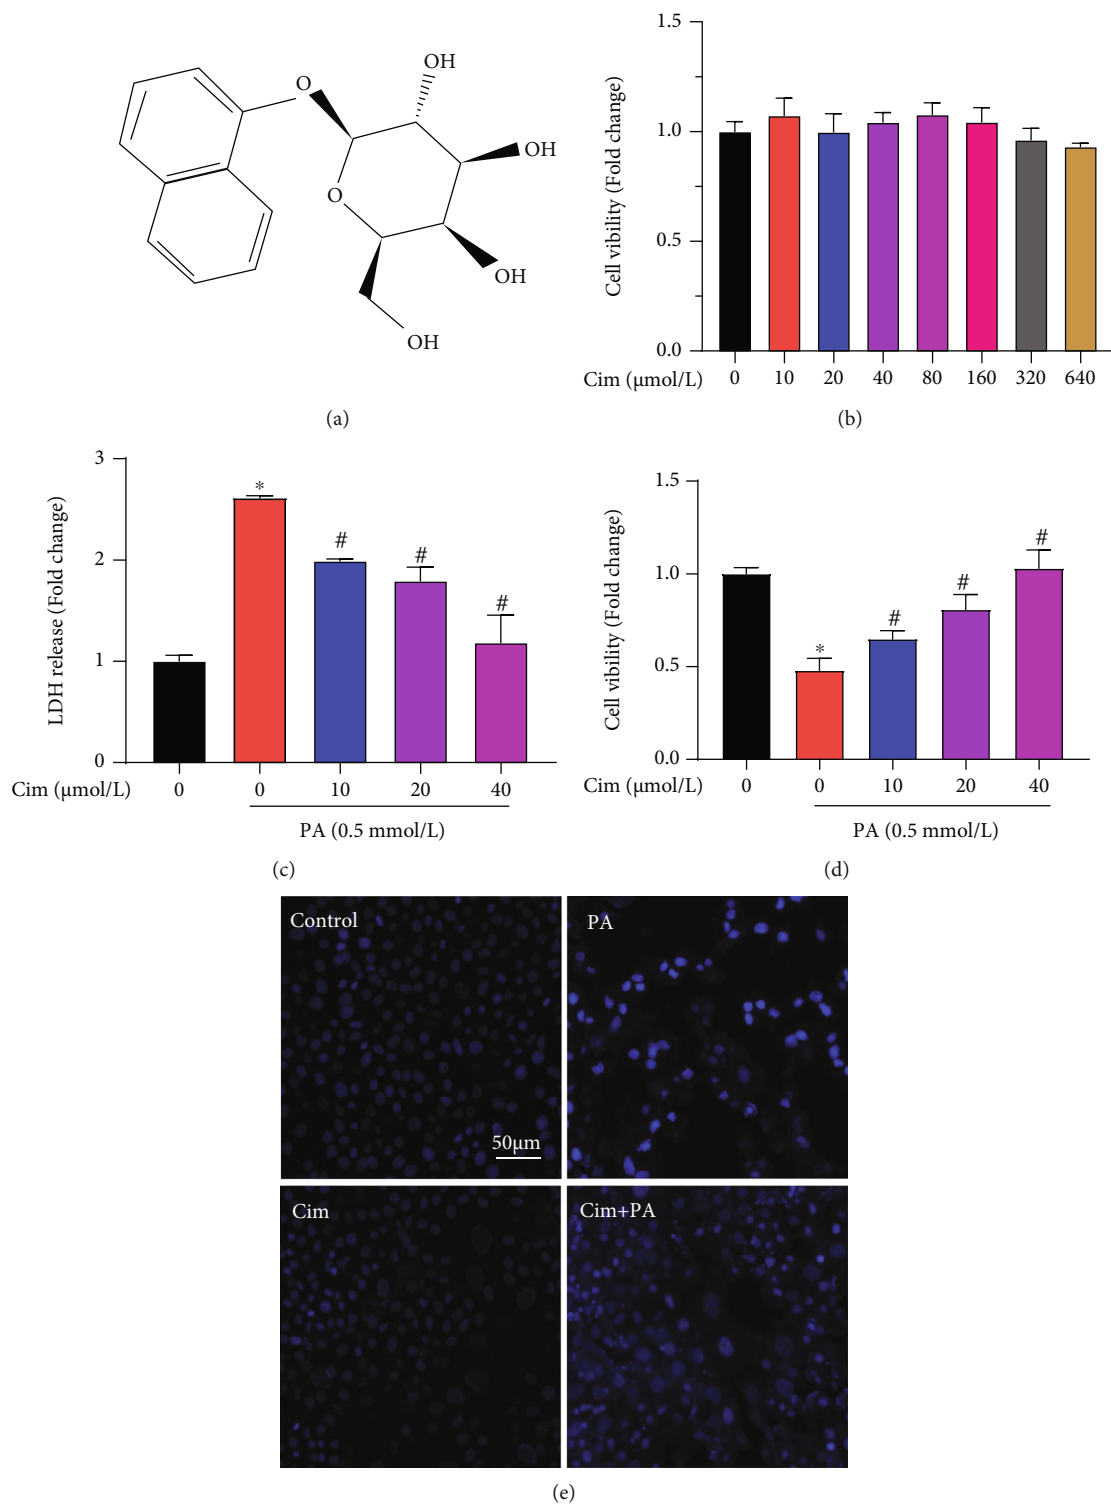 OH
O
OH
O
OH
OH
(a)
1.5
1.0
0.5
0.0
Cell vibility (Fold change)
Cim (μmol/L) 0 10 20 40 80 160 320 640
(b)
3
2
1
0
LDH release (Fold change)
* # # #
Cim (μmol/L) 0 0 10 20 40
PA (0.5 mmol/L)
(c)
1.5
1.0
0.5
0.0
Cell vibility (Fold change)
* # # #
Cim (μmol/L) 0 0 10 20 40
PA (0.5 mmol/L)
(d)
Control
PA
50μm
Cim
Cim+PA
(e)